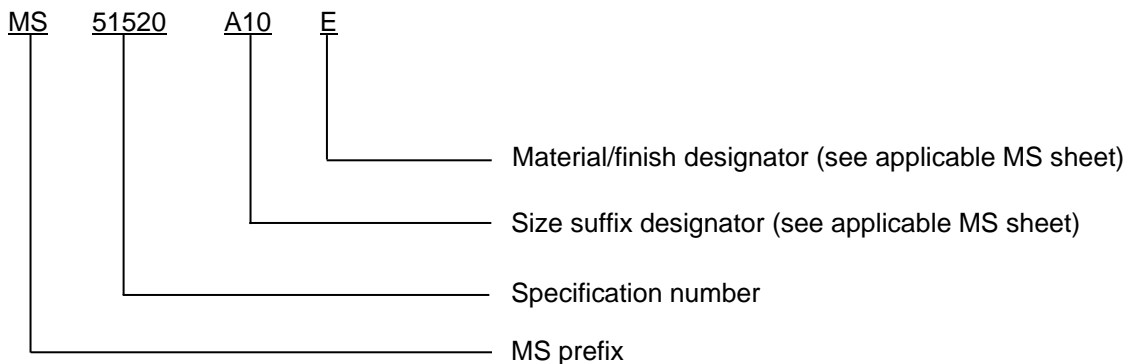 MS 51520 A10 E
Material/finish designator (see applicable MS sheet)
Size suffix designator (see applicable MS sheet)
Specification number
MS prefix